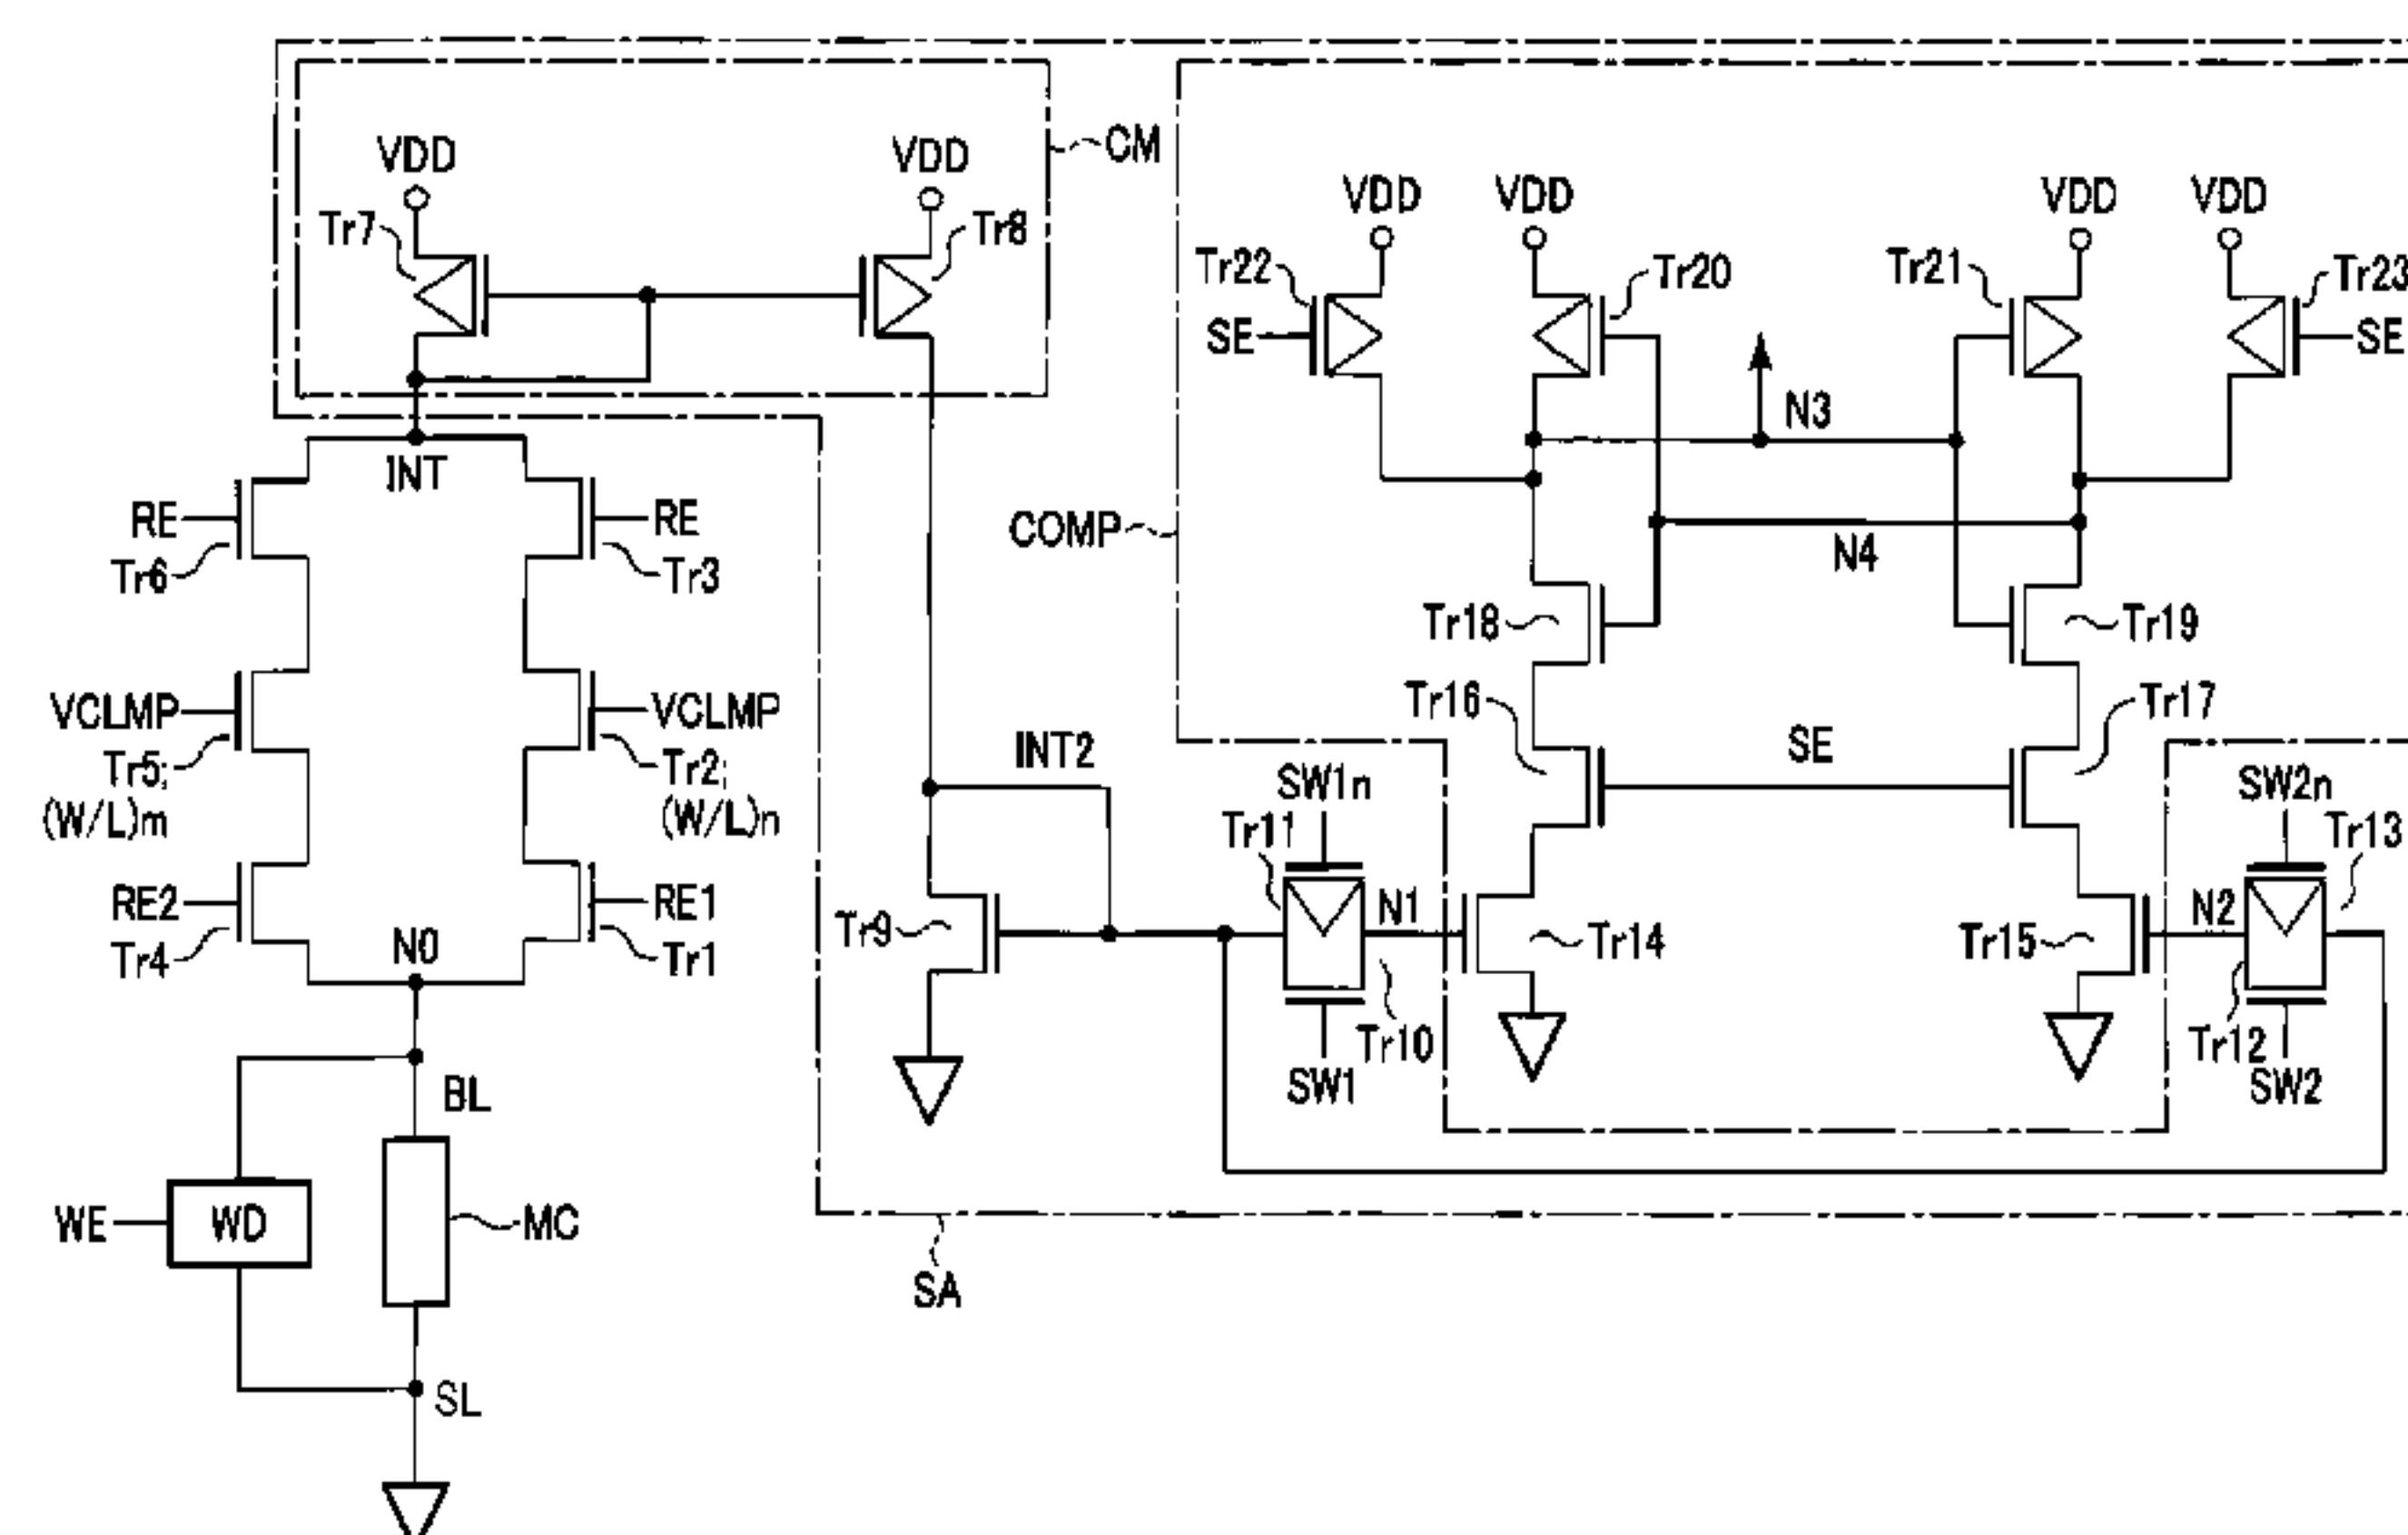 VDD
VDD
CM
Tr7
Tr8
VDD
VDD
VDD
VDD
Tr22
Tr20
Tr21
Tr23
SE
SE
N3
INT
RE
RE
COMP
N4
Tr6
Tr3
Tr18
Tr19
VCLMP
VCLMP
Tr16
Tr17
Tr5;
(W/L)m
Tr2;
(W/L)n
INT2
SE
SW1n
SW2n
Tr11
Tr13
RE2
RE1
Tr9
N1
N2
Tr4
N0
Tr1
Tr14
Tr15
Tr10
Tr12
SW1
SW2
BL
WE
WD
MC
SA
SL